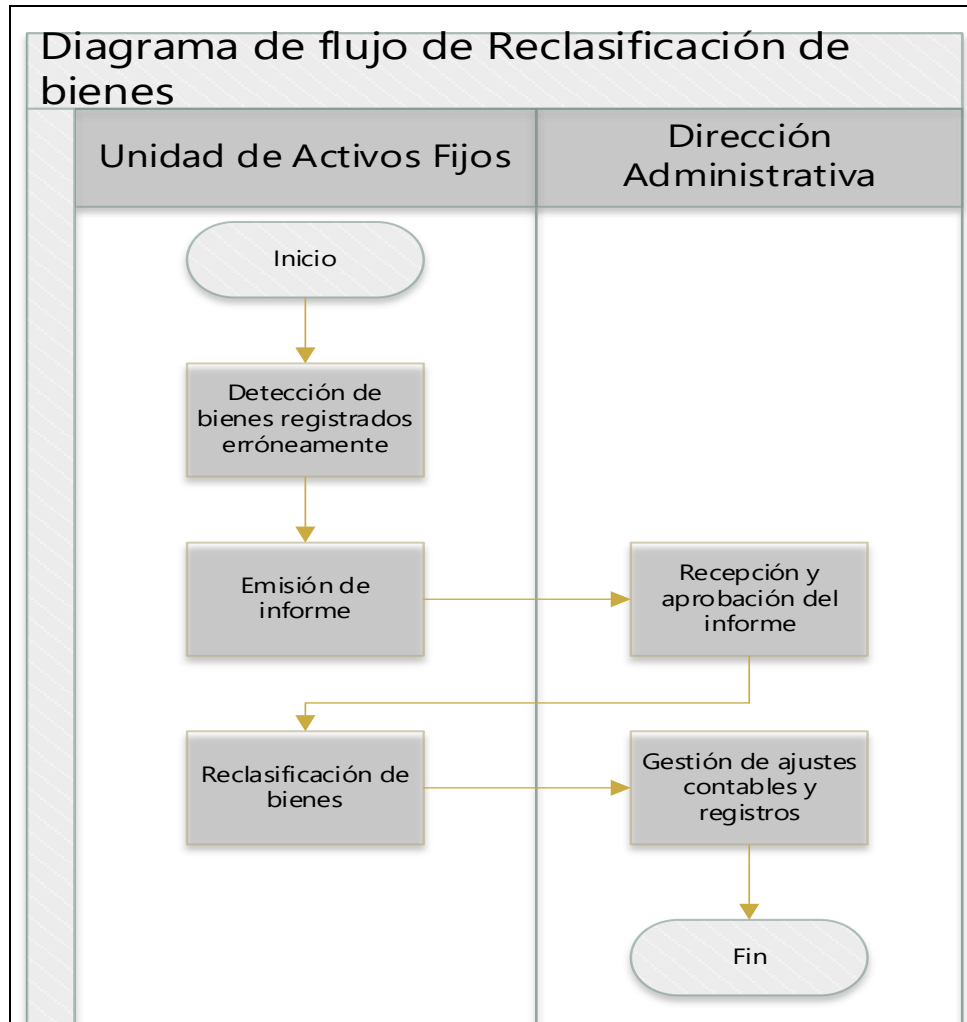 Diagrama de flujo de Reclasificación de
bienes
Unidad de Activos Fijos
Dirección
Administrativa
Inicio
Detección de
bienes registrados
erróneamente
Emisión de
informe
Recepción y
aprobación del
informe
Reclasificación de
bienes
Gestión de ajustes
contables y
registros
Fin